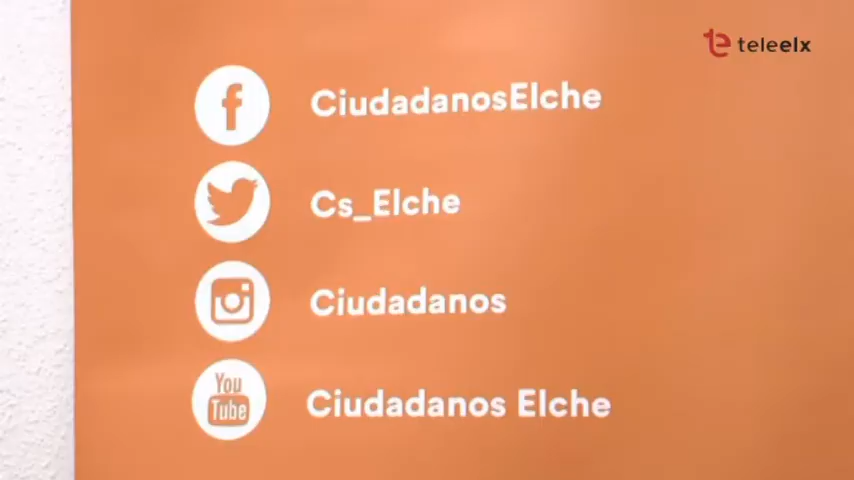 teleelx
CiudadanosElche
Cs_Elche
Ciudadanos
You
Tube
Ciudadanos Elche